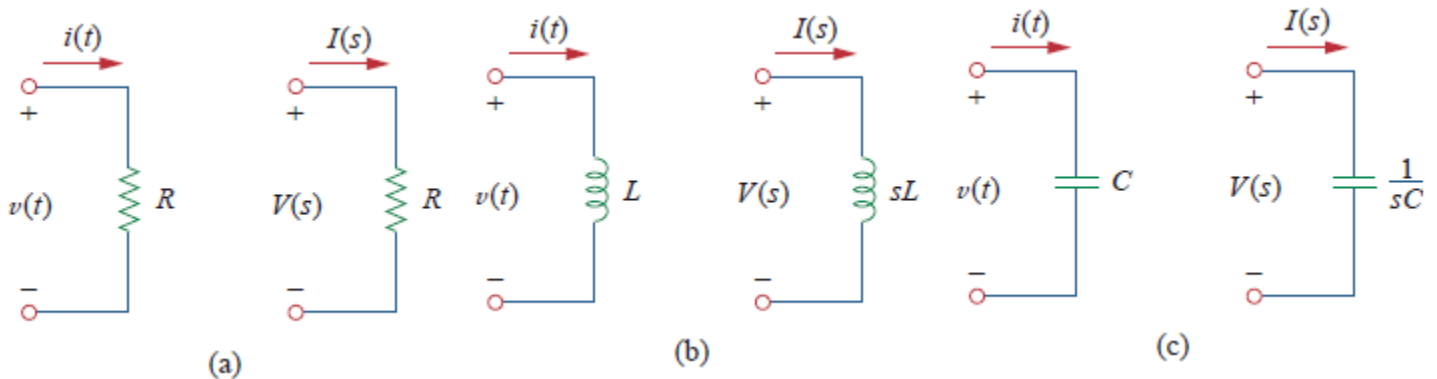 i(t) I(s) i(t) I(s) i(t) I(s)
+ + + + + +
v(t) R V(s) R v(t) L V(s) sL v(t) C V(s) 1/sC
− − − − − −
(a) (b) (c)